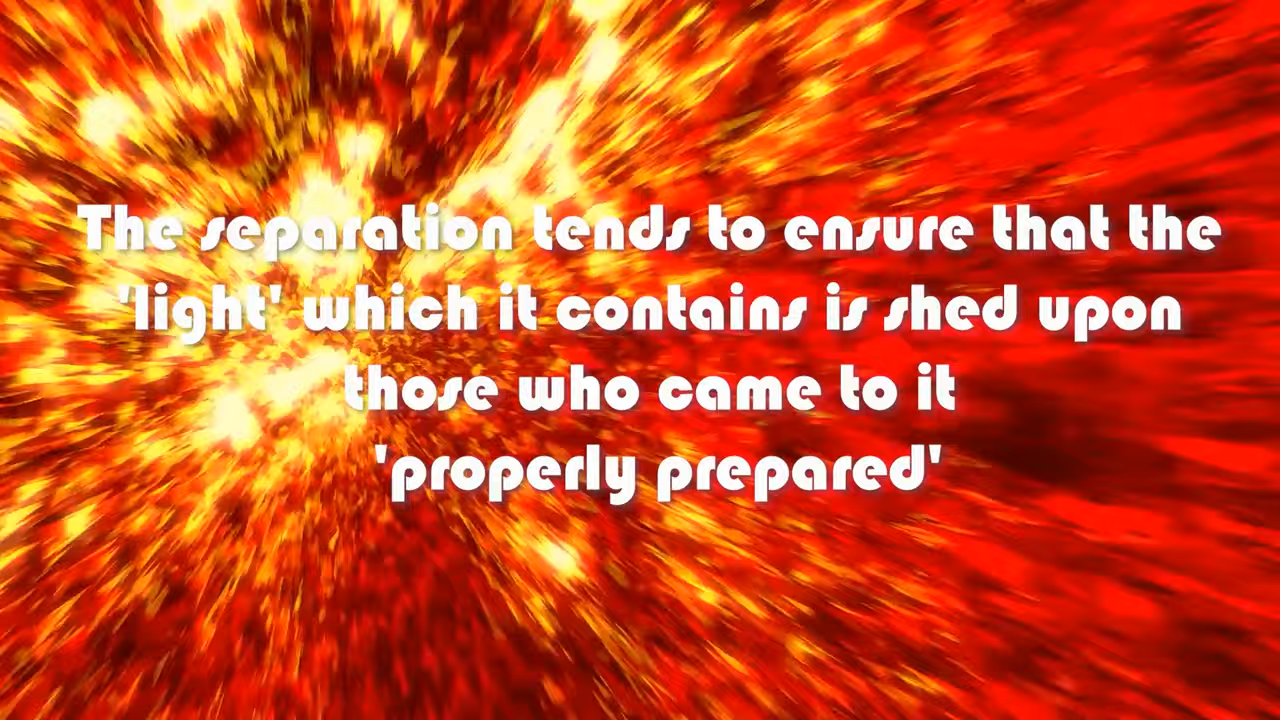 The separation tends to ensure that the
'light' which it contains is shed upon
those who came to it
'properly prepared'